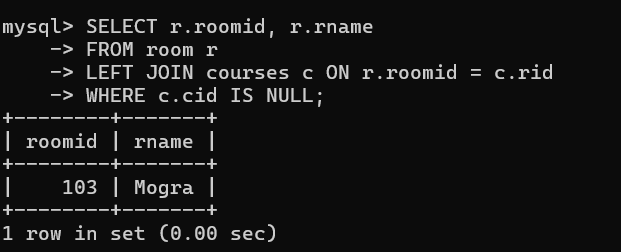 mysql> SELECT r.roomid, r.rname
    -> FROM room r
    -> LEFT JOIN courses c ON r.roomid = c.rid
    -> WHERE c.cid IS NULL;
+--------+-------+
| roomid | rname |
+--------+-------+
|    103 | Mogra |
+--------+-------+
1 row in set (0.00 sec)